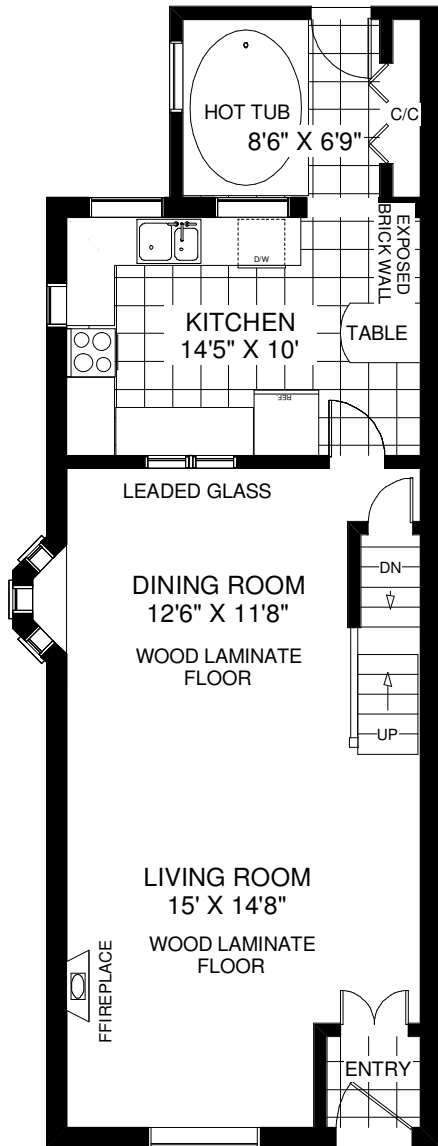 HOT TUB
8'6" X 6'9"
C/C
EXPOSED
BRICK WALL
D/W
KITCHEN
14'5" X 10'
TABLE
REF.
LEADED GLASS
DN
DINING ROOM
12'6" X 11'8"
WOOD LAMINATE
FLOOR
UP
LIVING ROOM
15' X 14'8"
WOOD LAMINATE
FLOOR
FFIREPLACE
ENTRY